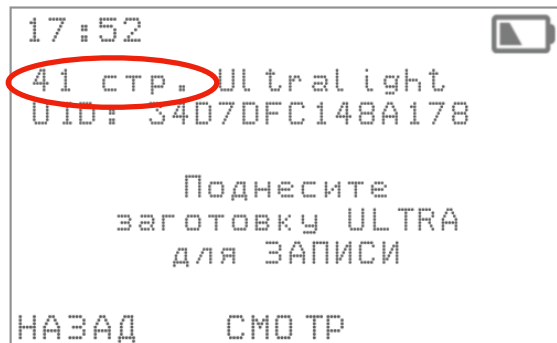 17:52
41 стр. Ultralight
UID: 34D7DFC148A178
Поднесите
заготовку ULTRA
для ЗАПИСИ
НАЗАД СМОТР